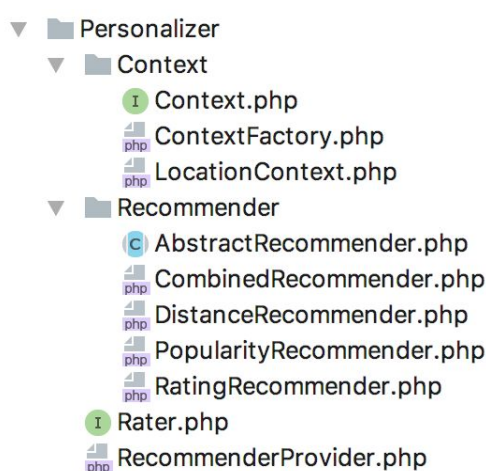 Personalizer
Context
I Context.php
php ContextFactory.php
php LocationContext.php
Recommender
C AbstractRecommender.php
php CombinedRecommender.php
php DistanceRecommender.php
php PopularityRecommender.php
php RatingRecommender.php
I Rater.php
php RecommenderProvider.php